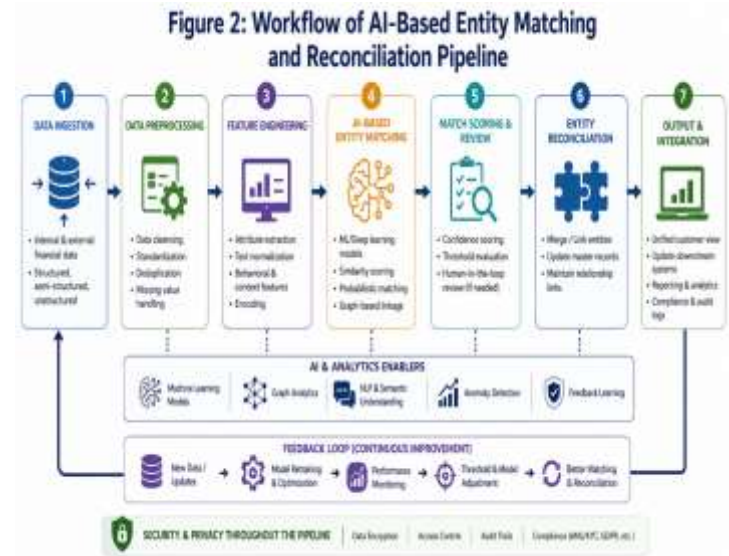 Figure 2: Workflow of AI-Based Entity Matching
and Reconciliation Pipeline
1
DATA INGESTION
• Internal & external
financial data
• Structured,
semi-structured,
unstructured
2
DATA PREPROCESSING
• Data cleansing
• Standardization
• Deduplication
• Missing value
handling
3
FEATURE ENGINEERING
• Attribute extraction
• Text normalization
• Behavioral &
context features
• Encoding
4
AI-BASED
ENTITY MATCHING
• ML/Deep learning
models
• Similarity scoring
• Probabilistic matching
• Graph-based linkage
5
MATCH SCORING &
REVIEW
• Confidence scoring
• Threshold evaluation
• Human-in-the-loop
review (if needed)
6
ENTITY
RECONCILIATION
• Merge / Link entities
• Update master records
• Maintain relationship
links
7
OUTPUT &
INTEGRATION
• Unified customer view
• Update downstream
systems
• Reporting & analytics
• Compliance & audit
logs
AI & ANALYTICS ENABLERS
Machine Learning
Models
Graph Analytics
NLP & Semantic
Understanding
Anomaly Detection
Feedback Learning
FEEDBACK LOOP (CONTINUOUS IMPROVEMENT)
New Data /
Updates
Model Retraining
& Optimization
Performance
Monitoring
Threshold & Model
Adjustment
Better Matching
& Reconciliation
SECURITY & PRIVACY THROUGHOUT THE PIPELINE
Data Encryption
Access Control
Audit Trails
Compliance (AML/KYC, GDPR, etc.)